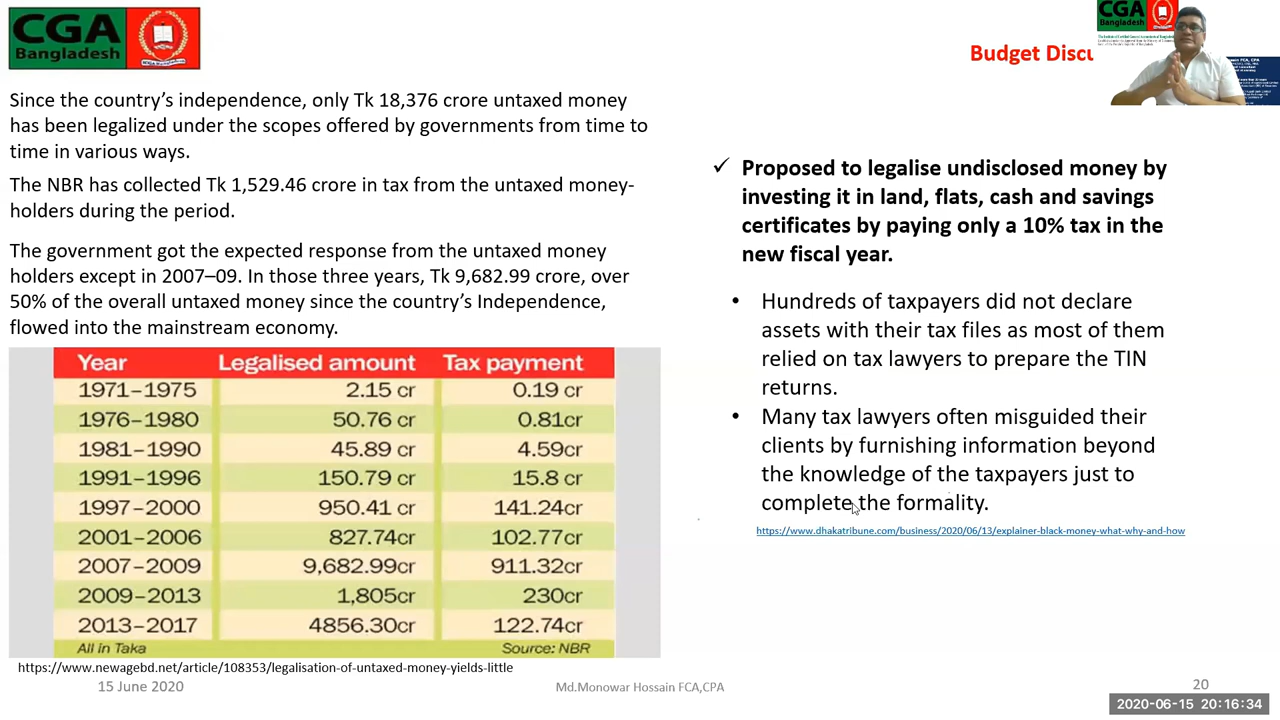 CGA
Bangladesh
Budget Discu
CGA
Bangladesh
Since the country's independence, only Tk 18,376 crore untaxed money
has been legalized under the scopes offered by governments from time to
time in various ways.
The NBR has collected Tk 1,529.46 crore in tax from the untaxed money-
holders during the period.
The government got the expected response from the untaxed money
holders except in 2007–09. In those three years, Tk 9,682.99 crore, over
50% of the overall untaxed money since the country's Independence,
flowed into the mainstream economy.
Year Legalised amount Tax payment
1971–1975 2.15 cr 0.19 cr
1976–1980 50.76 cr 0.81cr
1981–1990 45.89 cr 4.59cr
1991–1996 150.79 cr 15.8 cr
1997–2000 950.41 cr 141.24cr
2001–2006 827.74cr 102.77cr
2007–2009 9,682.99cr 911.32cr
2009–2013 1,805cr 230cr
2013–2017 4856.30cr 122.74cr
All in Taka Source: NBR
https://www.newagebd.net/article/108353/legalisation-of-untaxed-money-yields-little
✓ Proposed to legalise undisclosed money by
investing it in land, flats, cash and savings
certificates by paying only a 10% tax in the
new fiscal year.
• Hundreds of taxpayers did not declare
assets with their tax files as most of them
relied on tax lawyers to prepare the TIN
returns.
• Many tax lawyers often misguided their
clients by furnishing information beyond
the knowledge of the taxpayers just to
complete the formality.
https://www.dhakatribune.com/business/2020/06/13/explainer-black-money-what-why-and-how
15 June 2020 Md.Monowar Hossain FCA,CPA 20
2020-06-15 20:16:34